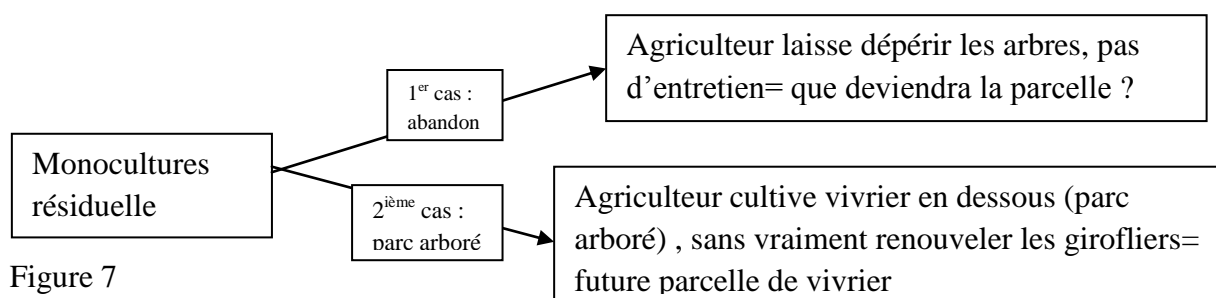 Agriculteur laisse dépérir les arbres, pas
d'entretien= que deviendra la parcelle ?
1er cas :
abandon
Monocultures
résiduelle
2ième cas :
parc arboré
Agriculteur cultive vivrier en dessous (parc
arboré) , sans vraiment renouveler les girofliers=
future parcelle de vivrier
Figure 7